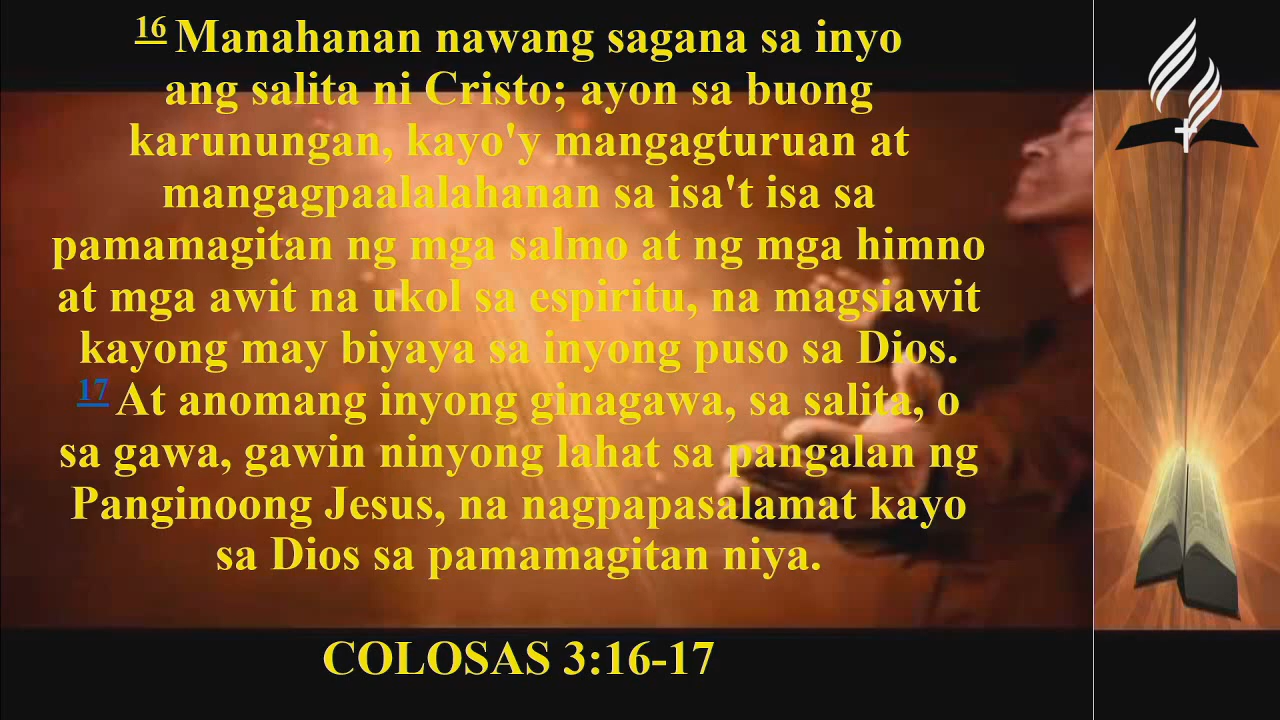 16 Manahanan nawang sagana sa inyo
ang salita ni Cristo; ayon sa buong
karunungan, kayo'y mangagturuan at
mangagpaalalahanan sa isa't isa sa
pamamagitan ng mga salmo at ng mga himno
at mga awit na ukol sa espiritu, na magsiawit
kayong may biyaya sa inyong puso sa Dios.
17 At anomang inyong ginagawa, sa salita, o
sa gawa, gawin ninyong lahat sa pangalan ng
Panginoong Jesus, na nagpapasalamat kayo
sa Dios sa pamamagitan niya.
COLOSAS 3:16-17